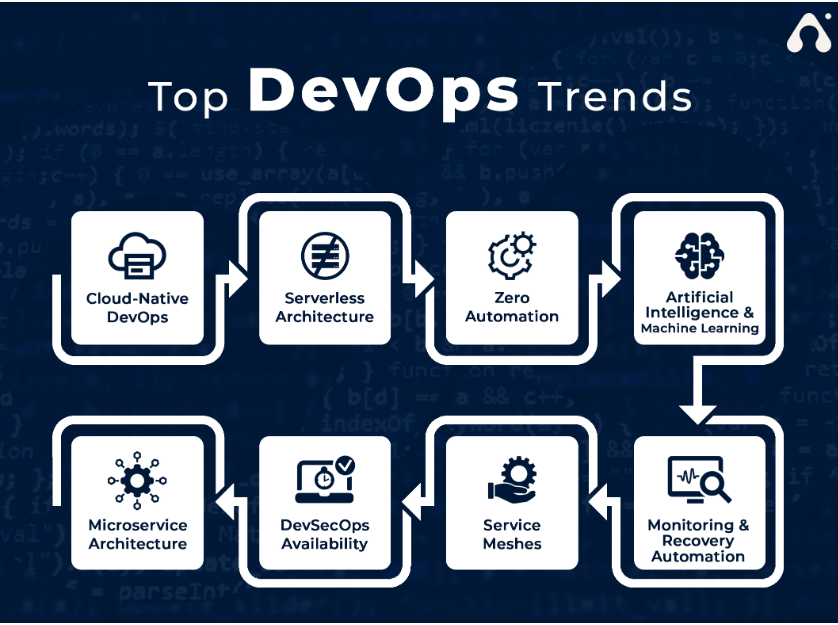 Top DevOps Trends
Cloud-Native
DevOps
Serverless
Architecture
Zero
Automation
Artificial
Intelligence &
Machine Learning
Microservice
Architecture
DevSecOps
Availability
Service
Meshes
Monitoring &
Recovery
Automation